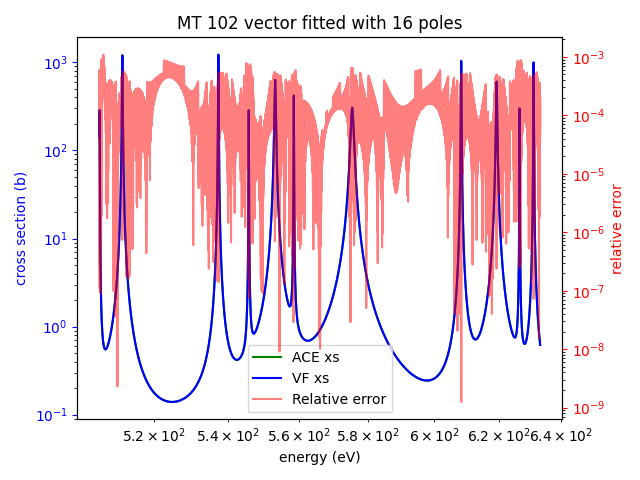 MT 102 vector fitted with 16 poles
cross section (b)
10³
10²
10¹
10⁰
10⁻¹
10⁻³
10⁻⁴
10⁻⁵
10⁻⁶
10⁻⁷
10⁻⁸
10⁻⁹
relative error
ACE xs
VF xs
Relative error
5.2 × 10² 5.4 × 10² 5.6 × 10² 5.8 × 10² 6 × 10² 6.2 × 10² 6.4 × 10²
energy (eV)